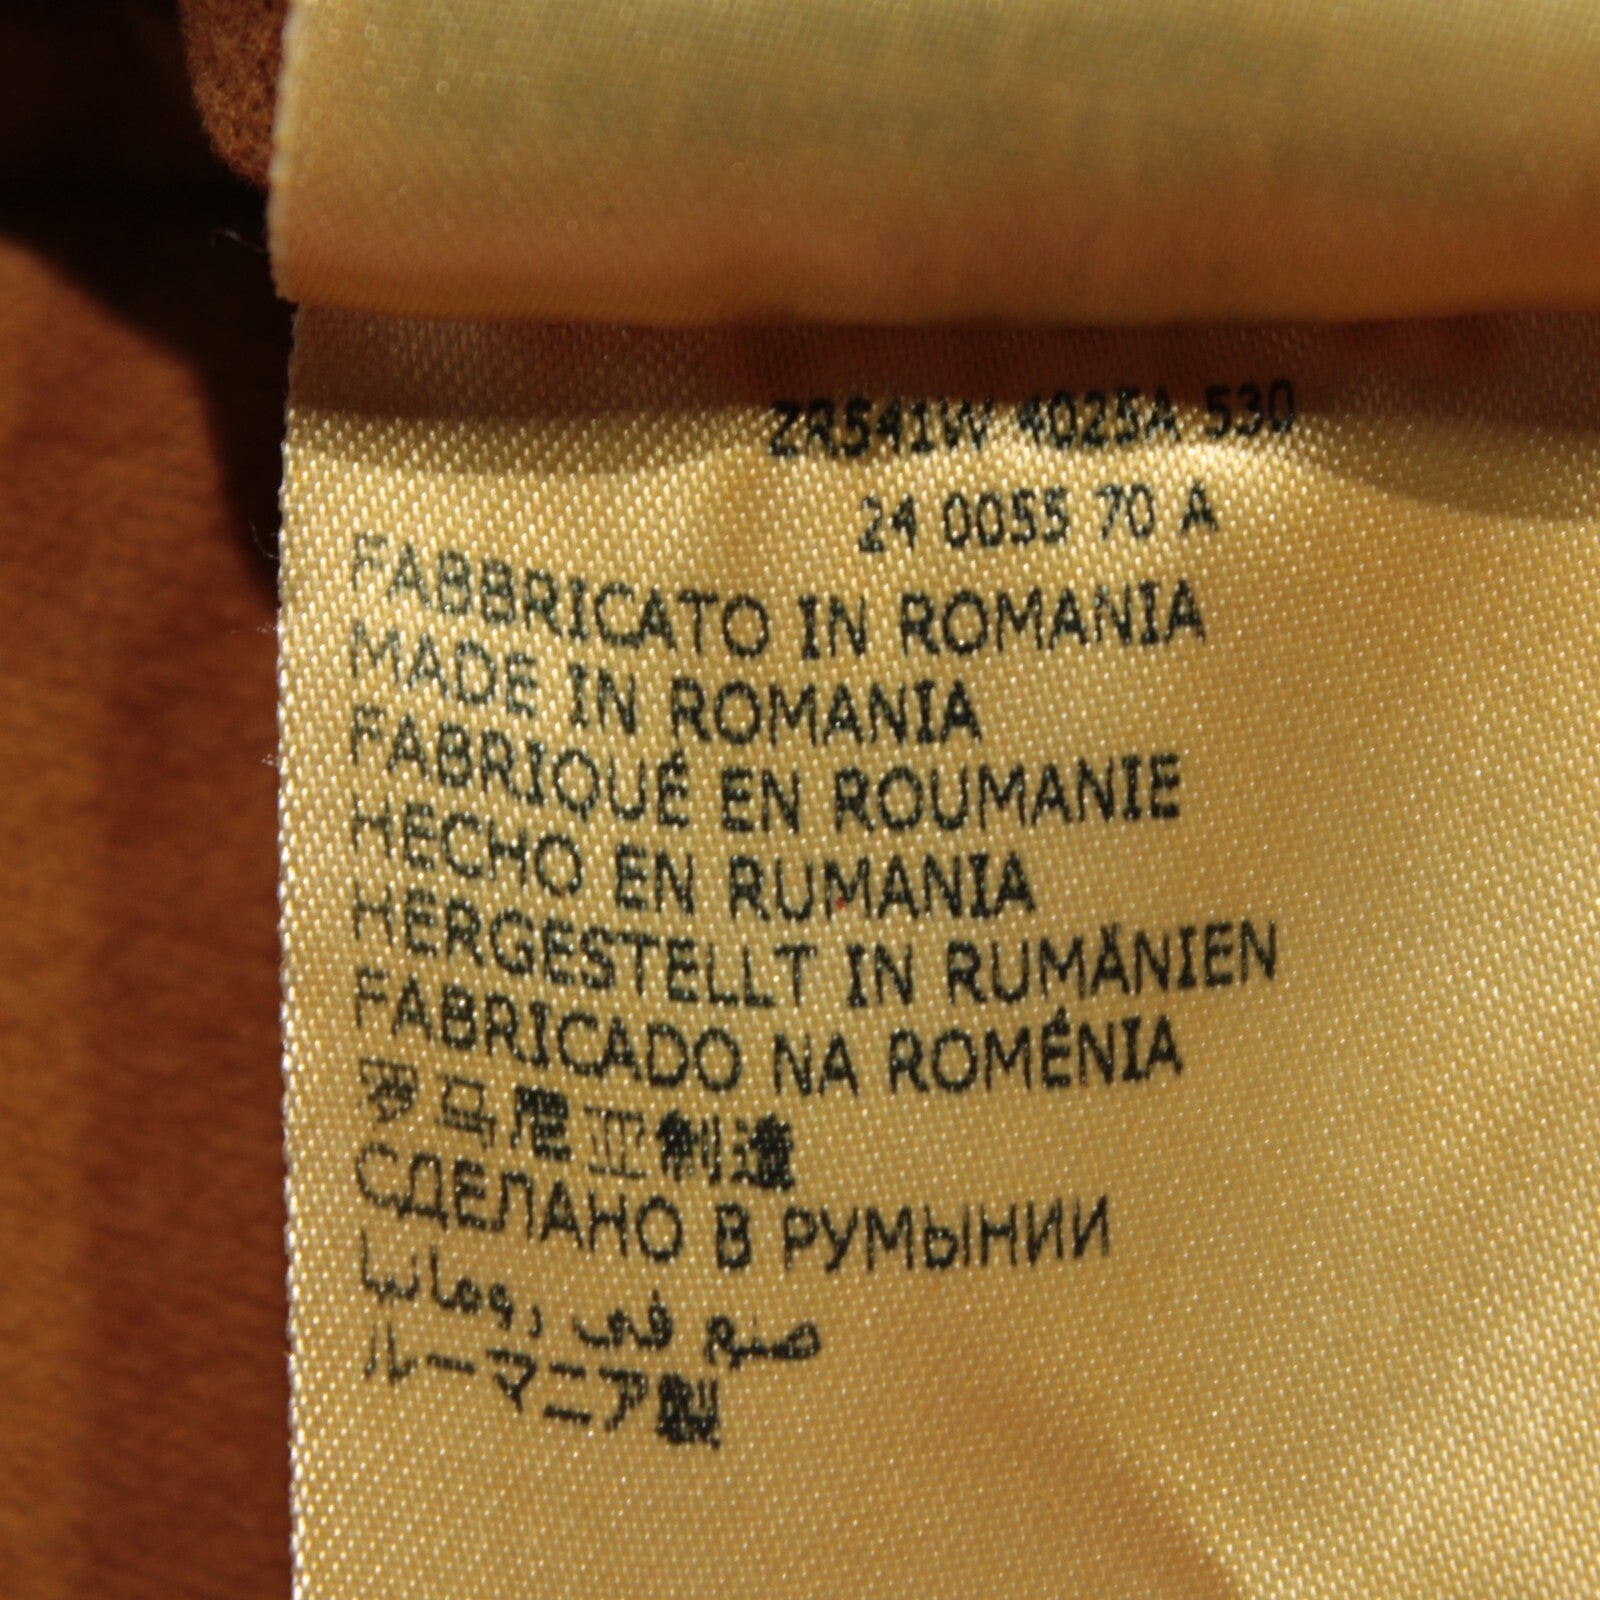 ZR541W 4025A 530
24 0055 70 A
FABBRICATO IN ROMANIA
MADE IN ROMANIA
FABRIQUÉ EN ROUMANIE
HECHO EN RUMANIA
HERGESTELLT IN RUMÄNIEN
FABRICADO NA ROMÉNIA
罗马尼亚制造
СДЕЛАНО В РУМЫНИИ
صنع في رومانيا
ルーマニア製